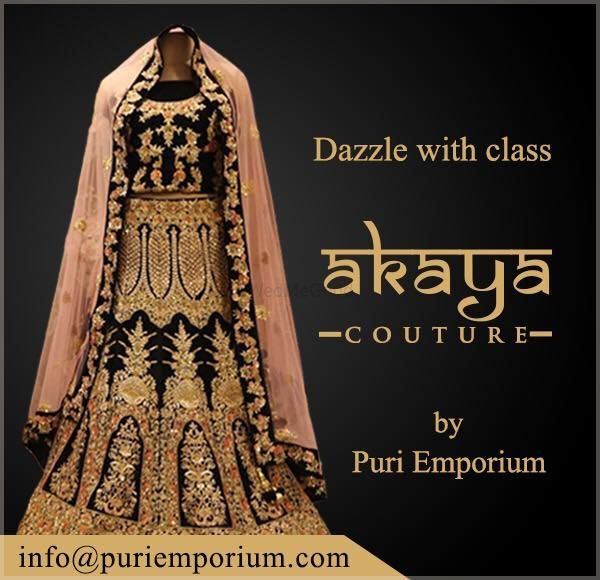 Dazzle with class
akaya
COUTURE
by
Puri Emporium
info@puriemporium.com